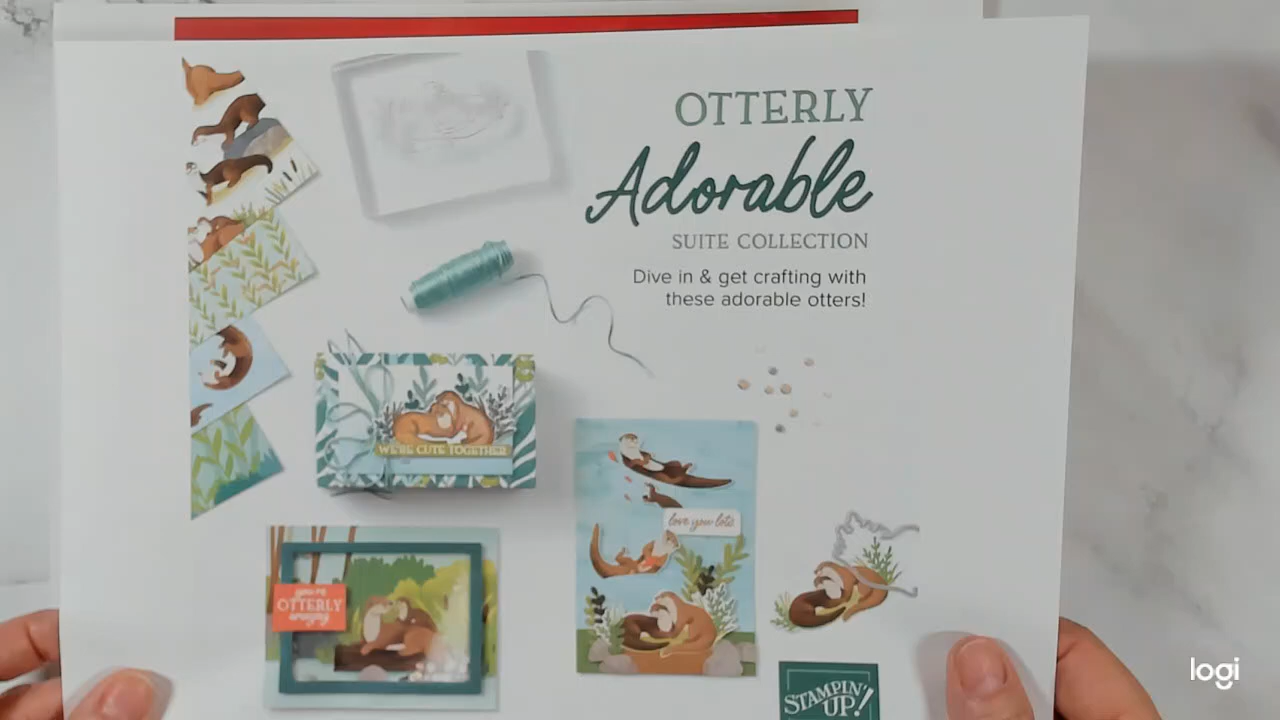 OTTERLY
Adorable
SUITE COLLECTION
Dive in & get crafting with
these adorable otters!
WE'RE CUTE TOGETHER
love you lots
you're
OTTERLY
amazing
STAMPIN'
UP!
logi